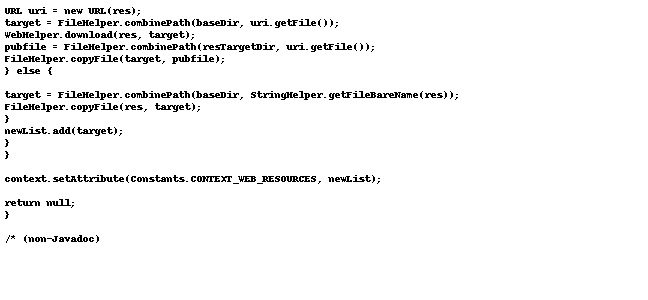 URL uri = new URL(res);
target = FileHelper.combinePath(baseDir, uri.getFile());
WebHelper.download(res, target);
pubfile = FileHelper.combinePath(resTargetDir, uri.getFile());
FileHelper.copyFile(target, pubfile);
} else {
target = FileHelper.combinePath(baseDir, StringHelper.getFileBareName(res));
FileHelper.copyFile(res, target);
}
newList.add(target);
}
}
context.setAttribute(Constants.CONTEXT_WEB_RESOURCES, newList);
return null;
}
/* (non-Javadoc)